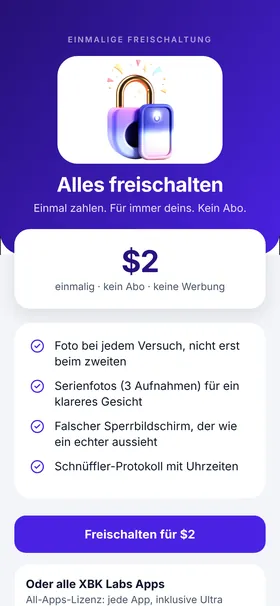 EINMALIGE FREISCHALTUNG
Alles freischalten
Einmal zahlen. Für immer deins. Kein Abo.
$2
einmalig · kein Abo · keine Werbung
Foto bei jedem Versuch, nicht erst
beim zweiten
Serienfotos (3 Aufnahmen) für ein
klareres Gesicht
Falscher Sperrbildschirm, der wie
ein echter aussieht
Schnüffler-Protokoll mit Uhrzeiten
Freischalten für $2
Oder alle XBK Labs Apps
All-Apps-Lizenz: jede App, inklusive Ultra